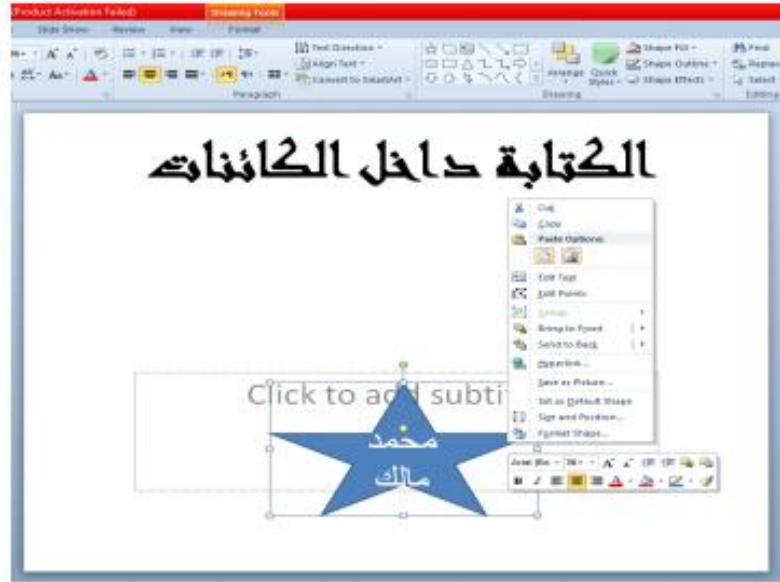 (Product Activation Failed)
Drawing Tools
Slide Show Review View Format
Text Direction
Align Text
Convert to SmartArt
Arrange
Quick Styles
Shape Fill
Shape Outline
Shape Effects
Find
Replace
Select
Paragraph
Drawing
Editing
الكتابة داخل الكائنات
Cut
Copy
Paste Options:
Edit Text
Edit Points
Group
Bring to Front
Send to Back
Hyperlink...
Save as Picture...
Set as Default Shape
Size and Position...
Format Shape...
Click to add subti
محمد
مالك